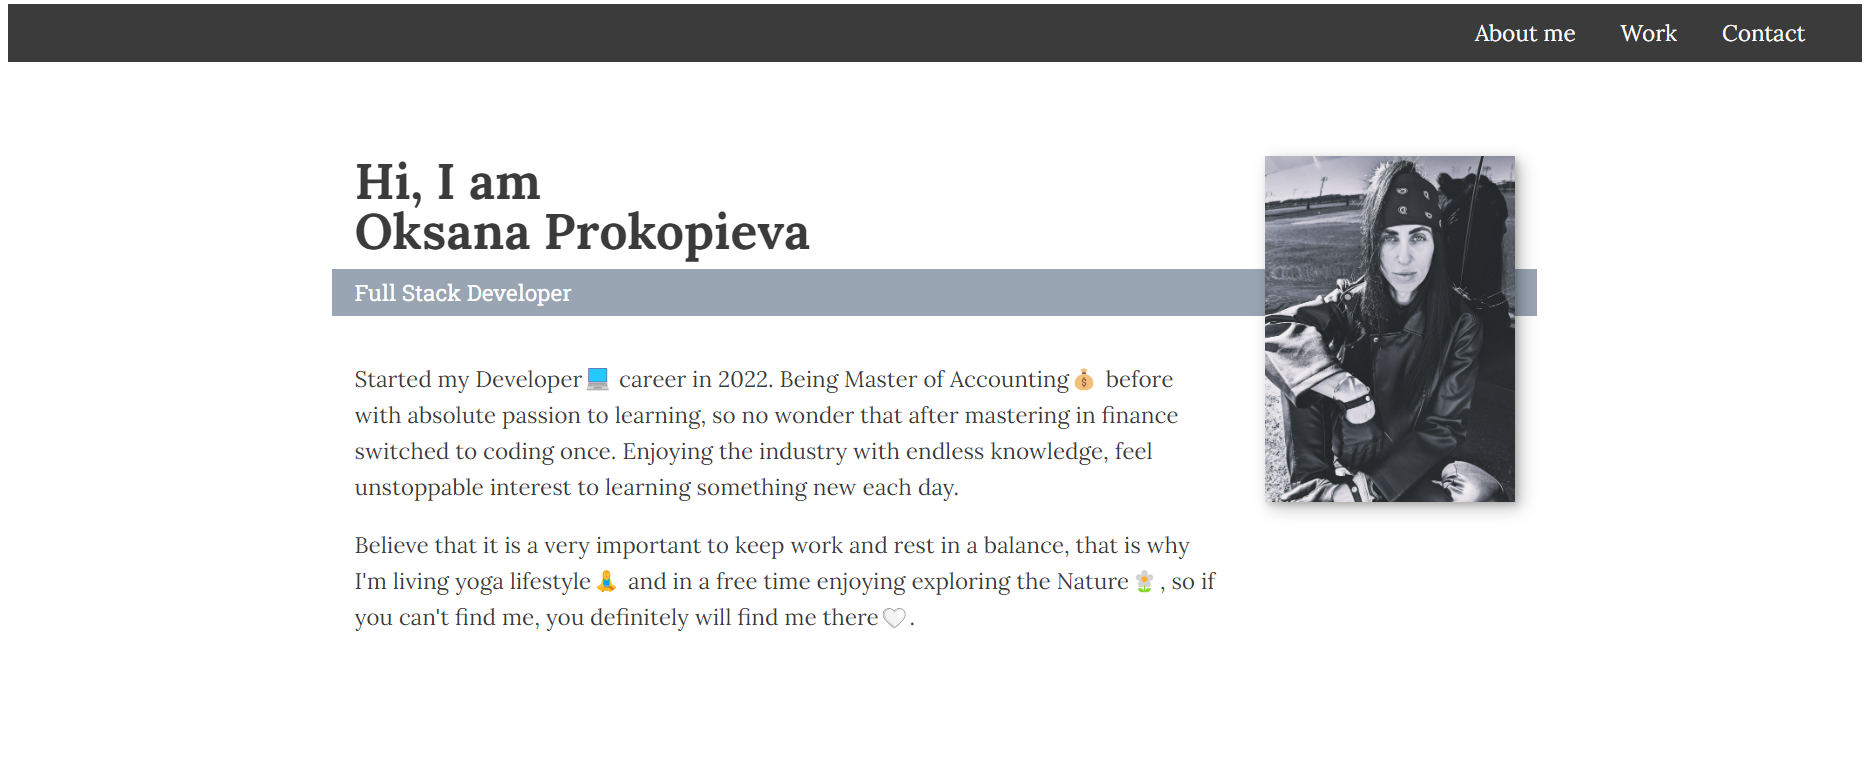 About me Work Contact
Hi, I am
Oksana Prokopieva
Full Stack Developer
Started my Developer💻 career in 2022. Being Master of Accounting💰 before
with absolute passion to learning, so no wonder that after mastering in finance
switched to coding once. Enjoying the industry with endless knowledge, feel
unstoppable interest to learning something new each day.
Believe that it is a very important to keep work and rest in a balance, that is why
I'm living yoga lifestyle🧘 and in a free time enjoying exploring the Nature🌼, so if
you can't find me, you definitely will find me there🤍.